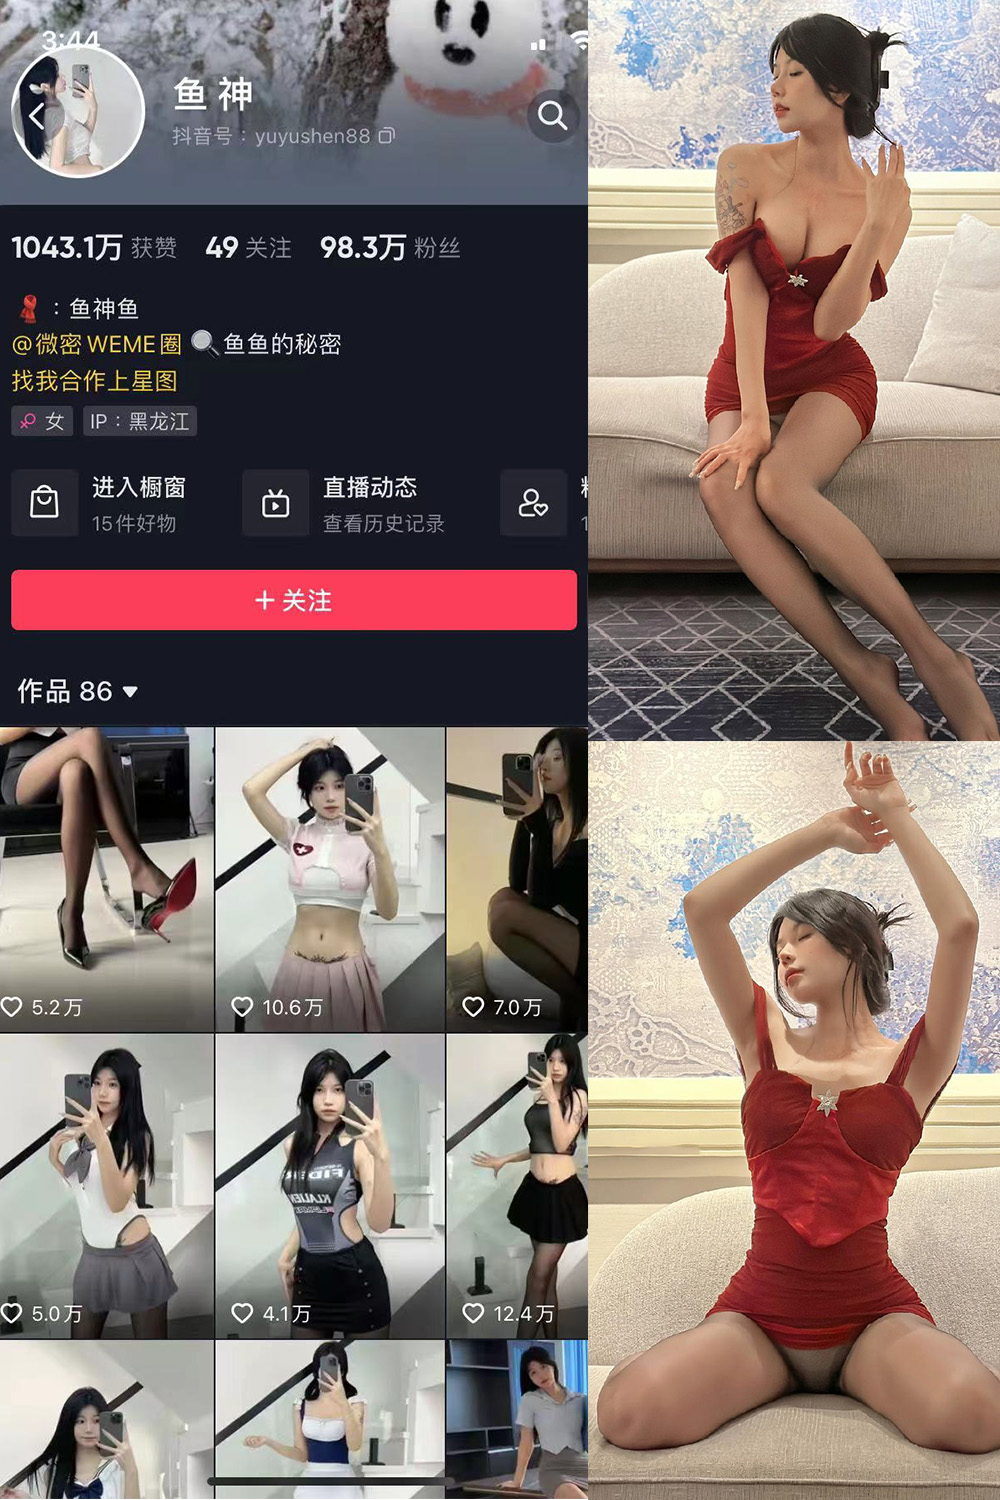 3:44
鱼 神
抖音号：yuyushen88
1043.1万 获赞 49 关注 98.3万 粉丝
：鱼神鱼
@微密 WEME圈 鱼鱼的秘密
找我合作上星图
女 IP：黑龙江
进入橱窗 直播动态
15件好物 查看历史记录
+ 关注
作品 86
5.2万 10.6万 7.0万
5.0万 4.1万 12.4万